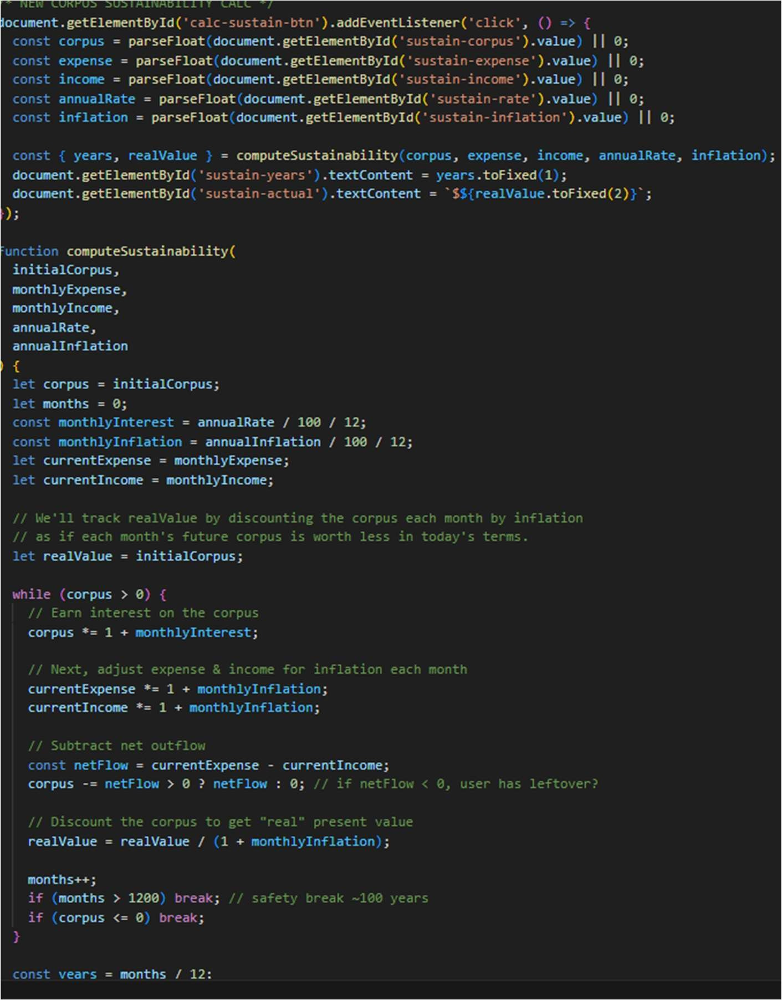 /* NEW CORPUS SUSTAINABILITY CALC */
document.getElementById('calc-sustain-btn').addEventListener('click', () => {
  const corpus = parseFloat(document.getElementById('sustain-corpus').value) || 0;
  const expense = parseFloat(document.getElementById('sustain-expense').value) || 0;
  const income = parseFloat(document.getElementById('sustain-income').value) || 0;
  const annualRate = parseFloat(document.getElementById('sustain-rate').value) || 0;
  const inflation = parseFloat(document.getElementById('sustain-inflation').value) || 0;
  const { years, realValue } = computeSustainability(corpus, expense, income, annualRate, inflation);
  document.getElementById('sustain-years').textContent = years.toFixed(1);
  document.getElementById('sustain-actual').textContent = `$${realValue.toFixed(2)}`;
});
function computeSustainability(
  initialCorpus,
  monthlyExpense,
  monthlyIncome,
  annualRate,
  annualInflation
) {
  let corpus = initialCorpus;
  let months = 0;
  const monthlyInterest = annualRate / 100 / 12;
  const monthlyInflation = annualInflation / 100 / 12;
  let currentExpense = monthlyExpense;
  let currentIncome = monthlyIncome;
  // We'll track realValue by discounting the corpus each month by inflation
  // as if each month's future corpus is worth less in today's terms.
  let realValue = initialCorpus;
  while (corpus > 0) {
    // Earn interest on the corpus
    corpus *= 1 + monthlyInterest;
    // Next, adjust expense & income for inflation each month
    currentExpense *= 1 + monthlyInflation;
    currentIncome *= 1 + monthlyInflation;
    // Subtract net outflow
    const netFlow = currentExpense - currentIncome;
    corpus -= netFlow > 0 ? netFlow : 0; // if netFlow < 0, user has leftover?
    // Discount the corpus to get "real" present value
    realValue = realValue / (1 + monthlyInflation);
    months++;
    if (months > 1200) break; // safety break ~100 years
    if (corpus <= 0) break;
  }
  const years = months / 12;